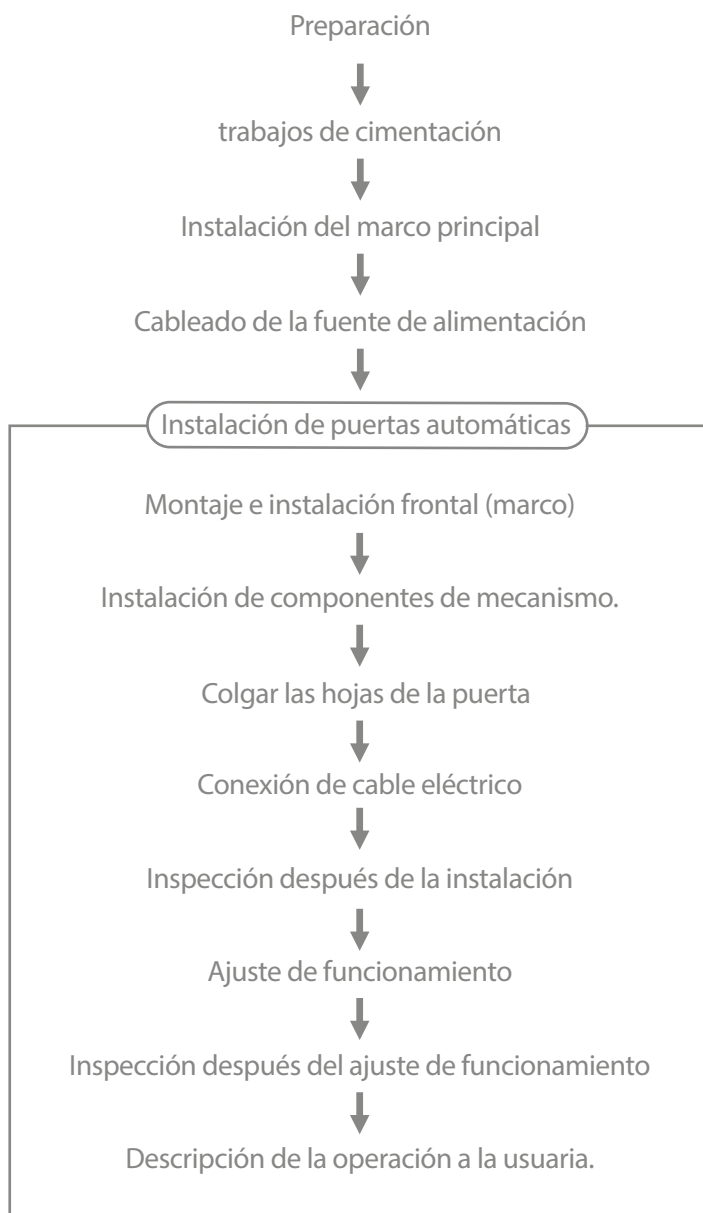 Preparación
trabajos de cimentación
Instalación del marco principal
Cableado de la fuente de alimentación
Instalación de puertas automáticas
Montaje e instalación frontal (marco)
Instalación de componentes de mecanismo.
Colgar las hojas de la puerta
Conexión de cable eléctrico
Inspección después de la instalación
Ajuste de funcionamiento
Inspección después del ajuste de funcionamiento
Descripción de la operación a la usuaria.